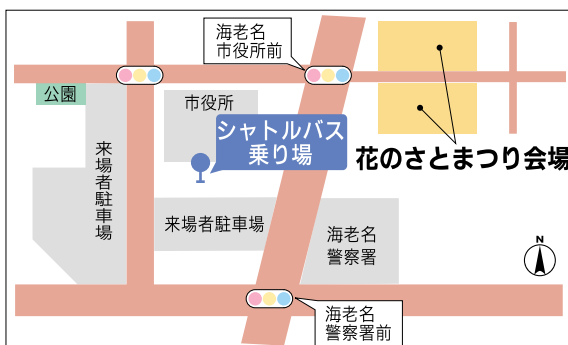 海老名
市役所前
公園
市役所
シャトルバス
乗り場
花のさとまつり会場
来場者駐車場
来場者駐車場
海老名
警察署
N
海老名
警察署前